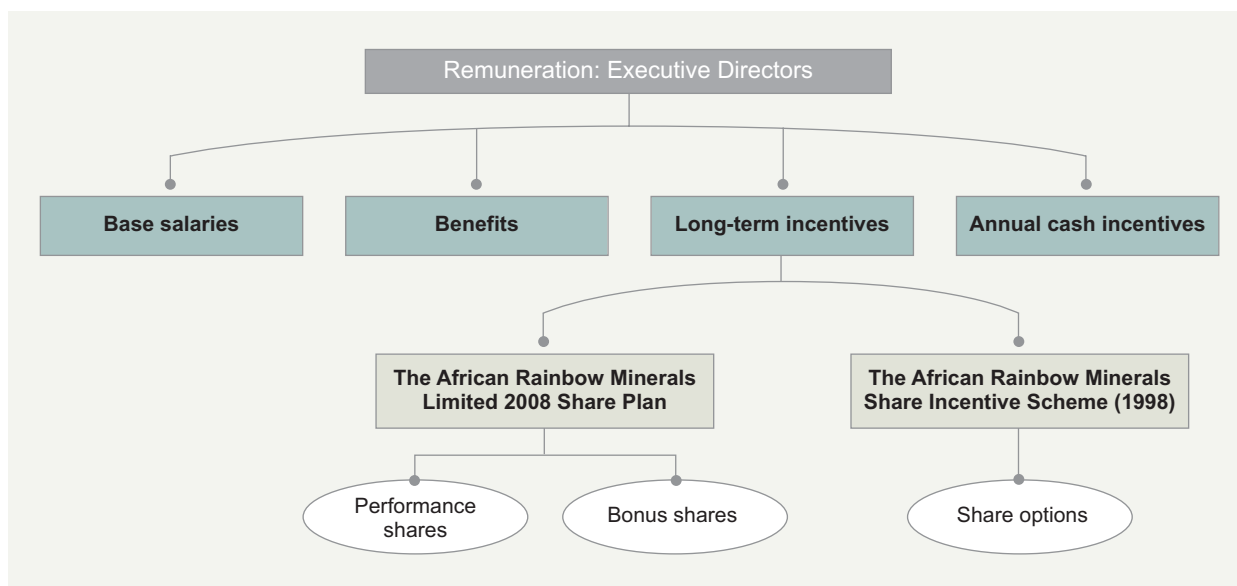 Remuneration: Executive Directors
Base salaries
Benefits
Long-term incentives
Annual cash incentives
The African Rainbow Minerals
Limited 2008 Share Plan
The African Rainbow Minerals
Share Incentive Scheme (1998)
Performance
shares
Bonus shares
Share options